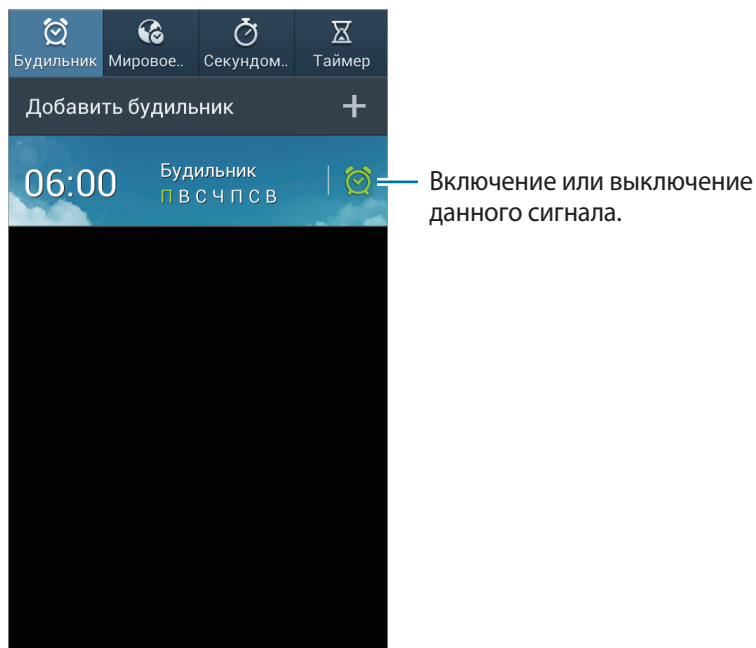 Будильник Мировое.. Секундом.. Таймер
Добавить будильник
06:00 Будильник
П В С Ч П С В
Включение или выключение
данного сигнала.